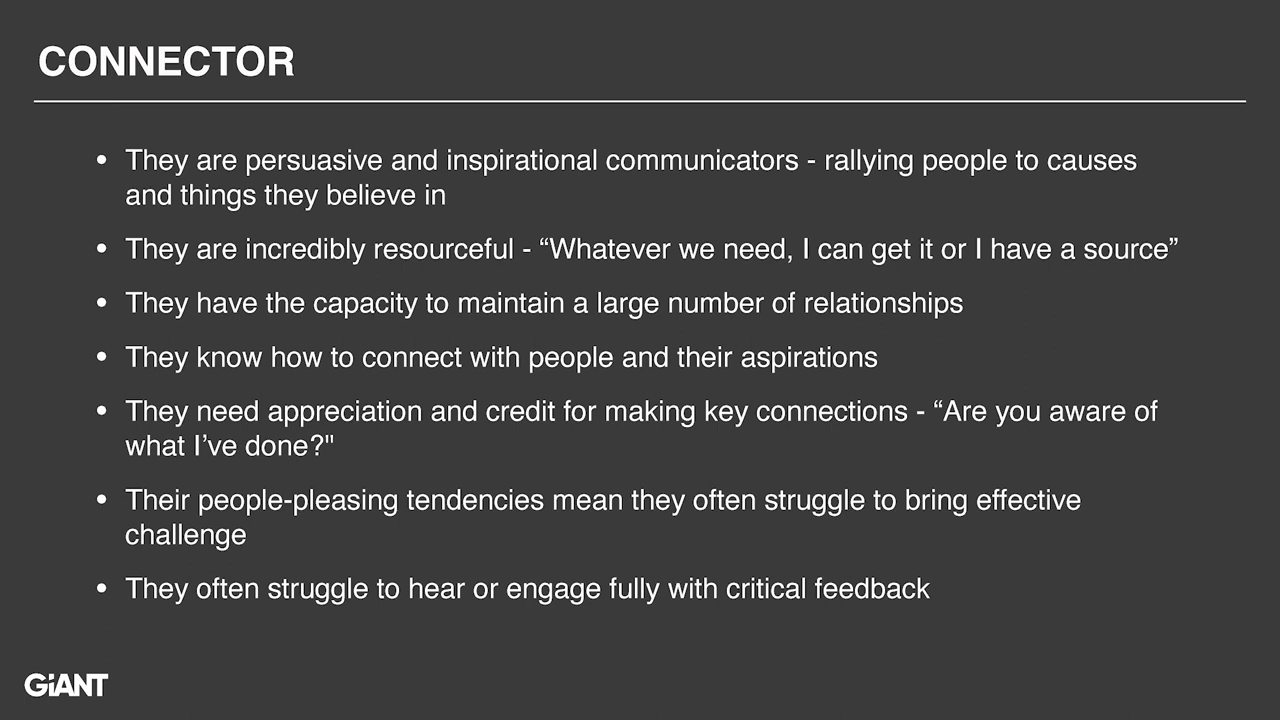 CONNECTOR
• They are persuasive and inspirational communicators - rallying people to causes
and things they believe in
• They are incredibly resourceful - “Whatever we need, I can get it or I have a source”
• They have the capacity to maintain a large number of relationships
• They know how to connect with people and their aspirations
• They need appreciation and credit for making key connections - “Are you aware of
what I’ve done?"
• Their people-pleasing tendencies mean they often struggle to bring effective
challenge
• They often struggle to hear or engage fully with critical feedback
GiANT